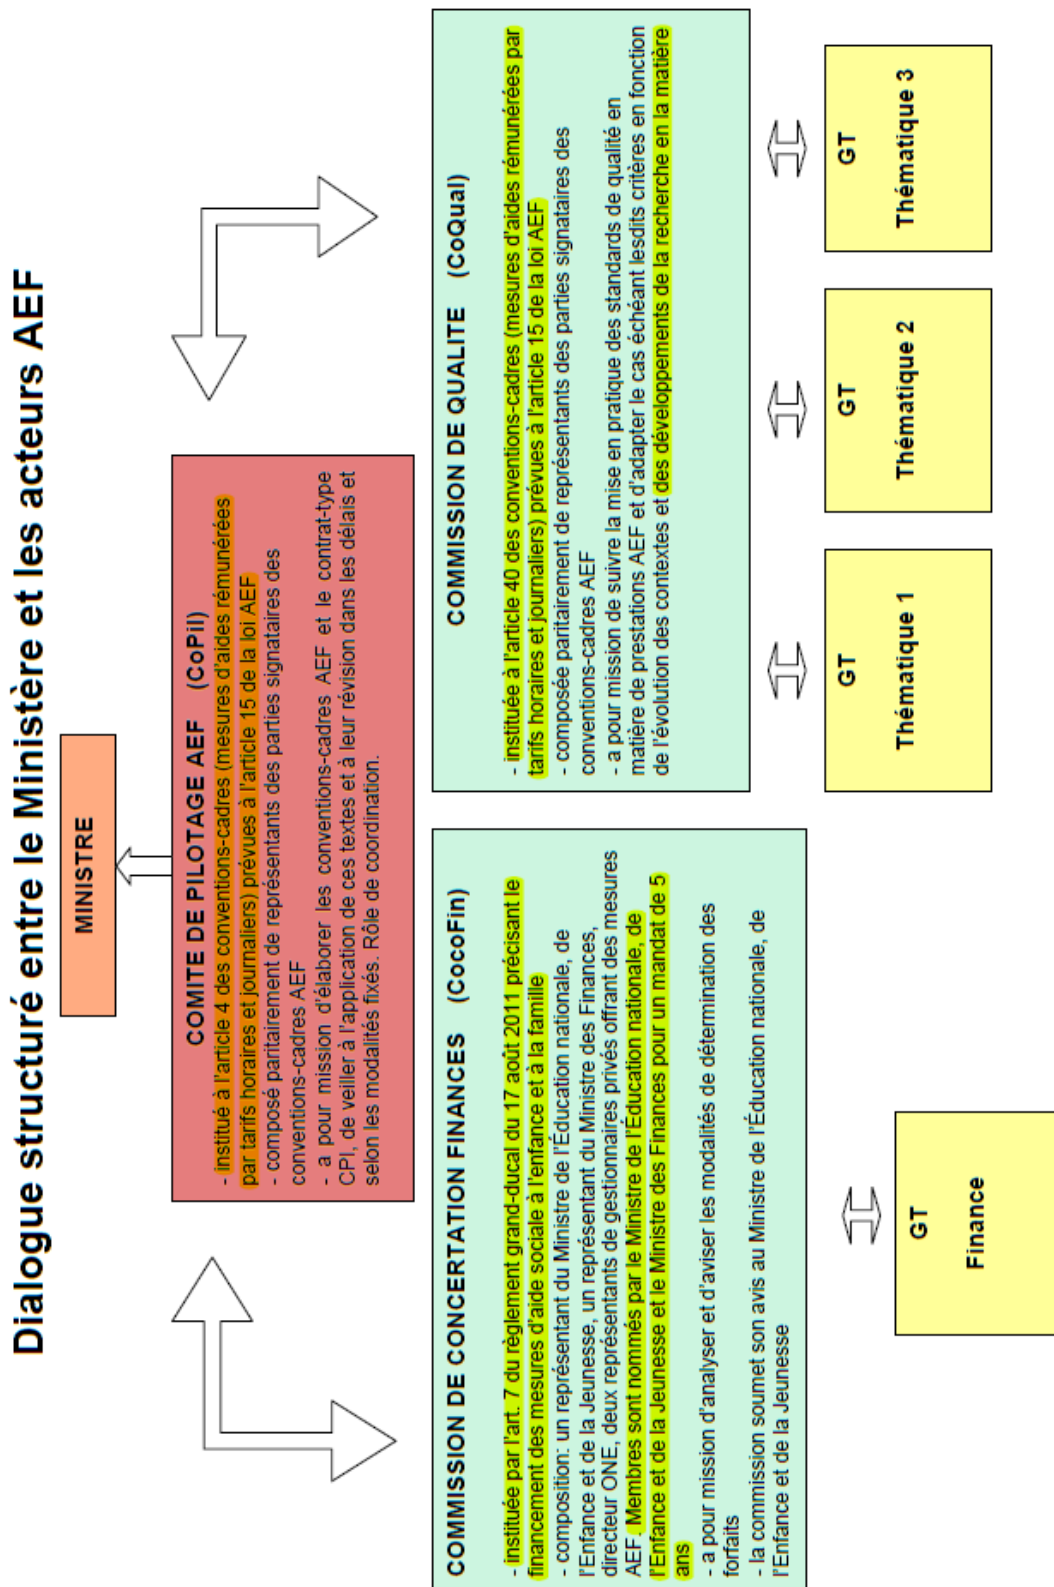 Dialogue structuré entre le Ministère et les acteurs AEF
MINISTRE
COMITE DE PILOTAGE AEF (CoPil)
- institué à l'article 4 des conventions-cadres (mesures d'aides rémunérées
par tarifs horaires et journaliers) prévues à l'article 15 de la loi AEF
- composé paritairement de représentants des parties signataires des
conventions-cadres AEF
- a pour mission d'élaborer les conventions-cadres AEF et le contrat-type
CPI, de veiller à l'application de ces textes et à leur révision dans les délais et
selon les modalités fixés. Rôle de coordination.
COMMISSION DE CONCERTATION FINANCES (CocoFin)
- instituée par l'art. 7 du règlement grand-ducal du 17 août 2011 précisant le
financement des mesures d'aide sociale à l'enfance et à la famille
- composition: un représentant du Ministre de l'Éducation nationale, de
l'Enfance et de la Jeunesse, un représentant du Ministre des Finances,
directeur ONE, deux représentants de gestionnaires privés offrant des mesures
AEF. Membres sont nommés par le Ministre de l'Éducation nationale, de
l'Enfance et de la Jeunesse et le Ministre des Finances pour un mandat de 5
ans
- a pour mission d'analyser et d'aviser les modalités de détermination des
forfaits
- la commission soumet son avis au Ministre de l'Éducation nationale, de
l'Enfance et de la Jeunesse
COMMISSION DE QUALITE (CoQual)
- instituée à l'article 40 des conventions-cadres (mesures d'aides rémunérées par
tarifs horaires et journaliers) prévues à l'article 15 de la loi AEF
- composée paritairement de représentants des parties signataires des
conventions-cadres AEF
- a pour mission de suivre la mise en pratique des standards de qualité en
matière de prestations AEF et d'adapter le cas échéant lesdits critères en fonction
de l'évolution des contextes et des développements de la recherche en la matière
GT
Finance
GT
Thématique 1
GT
Thématique 2
GT
Thématique 3